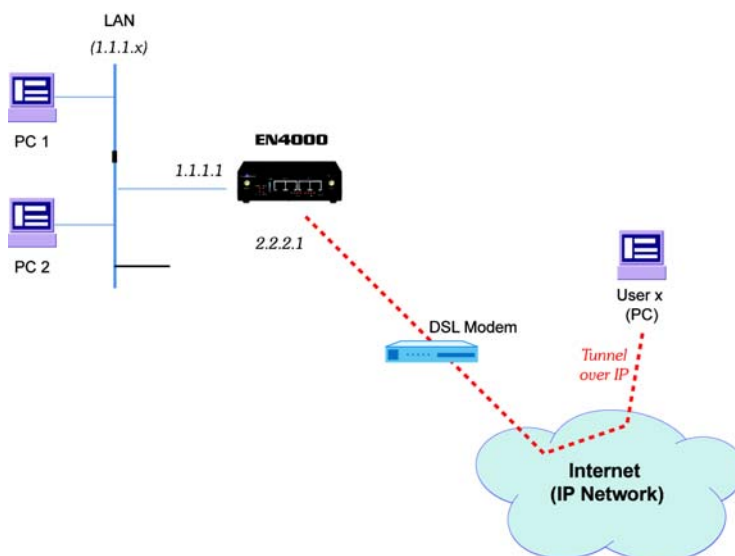 LAN
(1.1.1.x)
PC 1
EN4000
1.1.1.1
PC 2
2.2.2.1
User x
(PC)
DSL Modem
Tunnel
over IP
Internet
(IP Network)